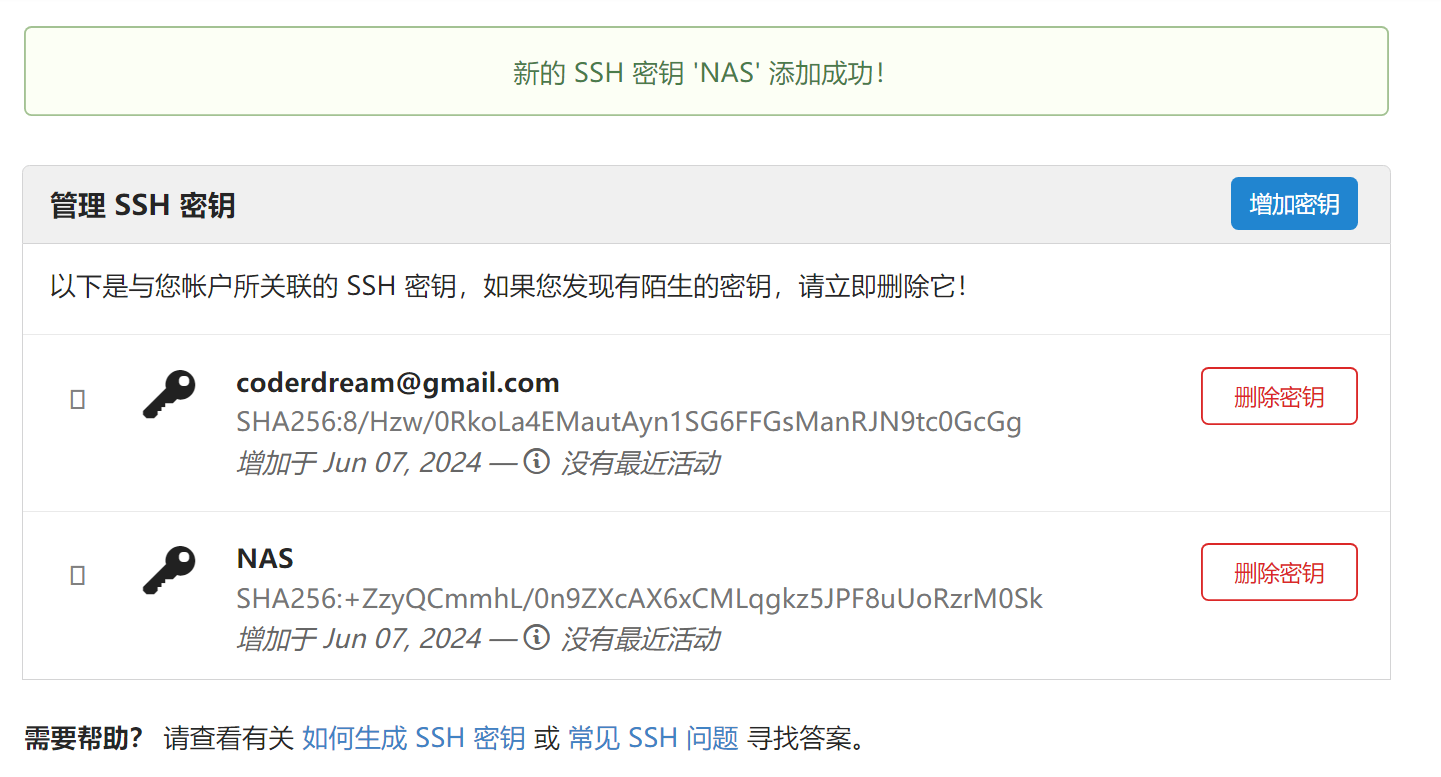 新的 SSH 密钥 'NAS' 添加成功！
管理 SSH 密钥
增加密钥
以下是与您帐户所关联的 SSH 密钥，如果您发现有陌生的密钥，请立即删除它！
coderdream@gmail.com
删除密钥
SHA256:8/Hzw/0RkoLa4EMautAyn1SG6FFGsManRJN9tc0GcGg
增加于 Jun 07, 2024 — 没有最近活动
NAS
删除密钥
SHA256:+ZzyQCmmhL/0n9ZXcAX6xCMLqgkz5JPF8uUoRzrM0Sk
增加于 Jun 07, 2024 — 没有最近活动
需要帮助？ 请查看有关 如何生成 SSH 密钥 或 常见 SSH 问题 寻找答案。